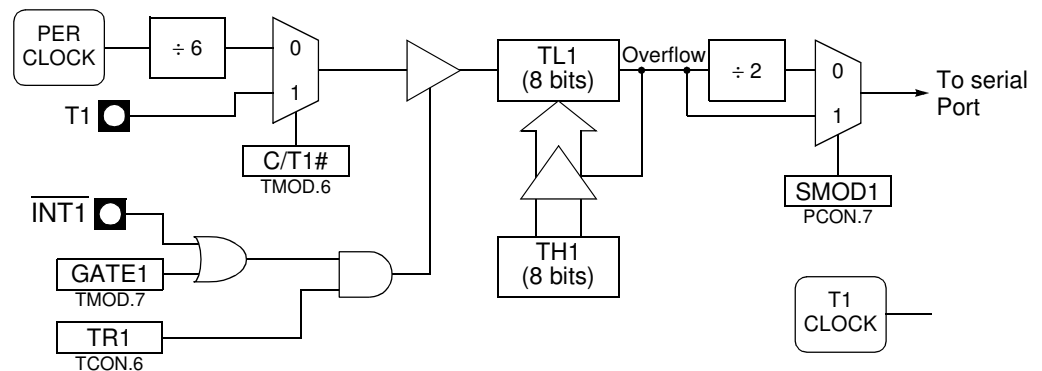 PER
CLOCK
÷ 6
0
1
T1
C/T1#
TMOD.6
INT1
GATE1
TMOD.7
TR1
TCON.6
TL1
(8 bits)
Overflow
÷ 2
0
1
To serial
Port
SMOD1
PCON.7
TH1
(8 bits)
T1
CLOCK